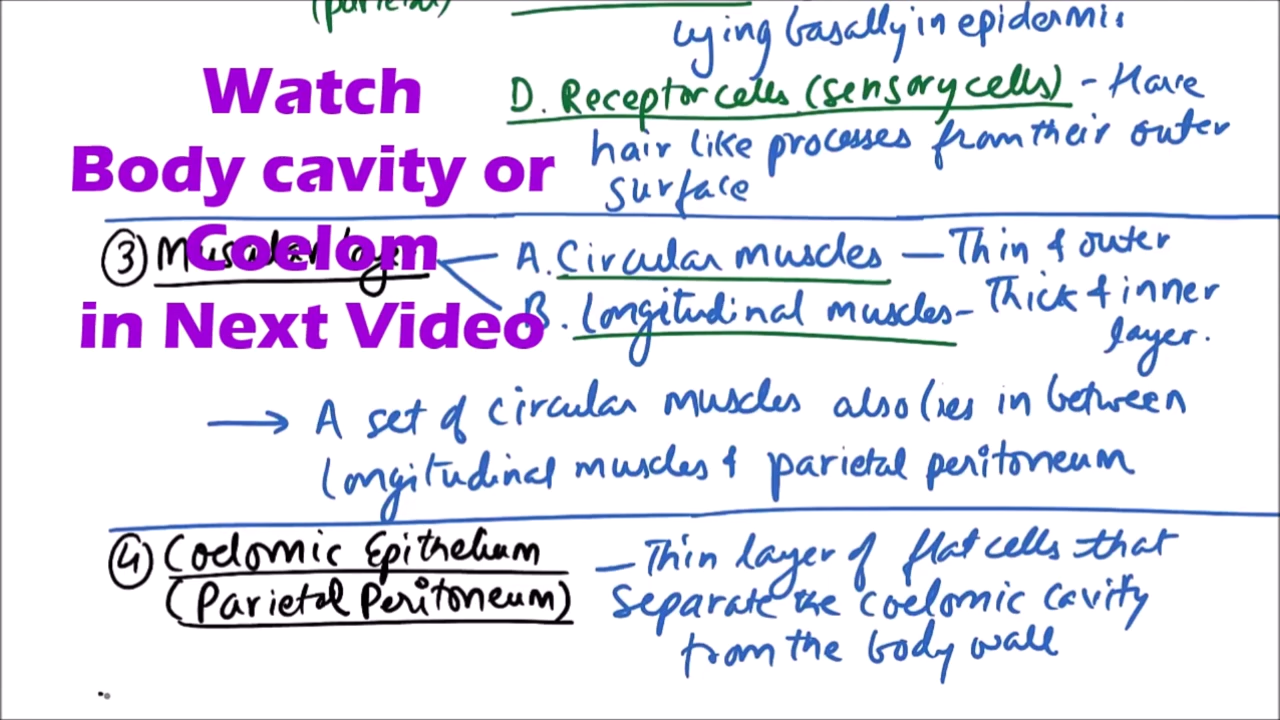 (parietal)
lying basally in epidermis
D. Receptor cells (sensory cells) - Have
hair like processes from their outer
surface
Watch
Body cavity or
Coelom
in Next Video
③ Muscular layer
A. Circular muscles — Thin & outer
B. Longitudinal muscles - Thick & inner
layer.
→ A set of circular muscles also lies in between
longitudinal muscles & parietal peritoneum
④ Coelomic Epithelium
(Parietal Peritoneum)
— Thin layer of flat cells that
separate the coelomic cavity
from the body wall